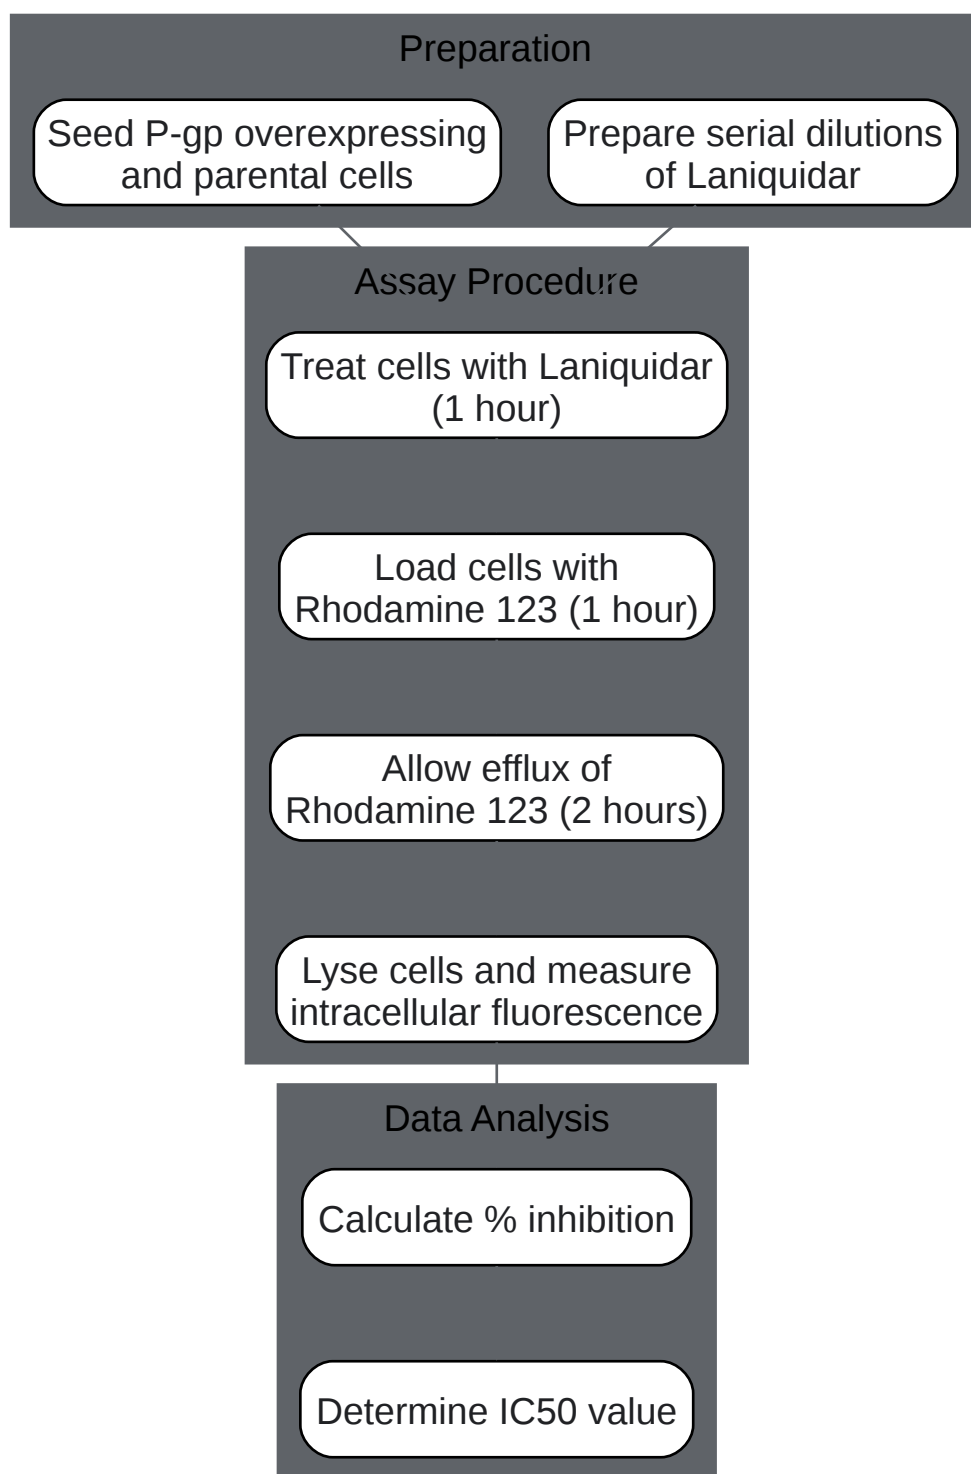 Preparation
Seed P-gp overexpressing
and parental cells
Prepare serial dilutions
of Laniquidar
Assay Procedure
Treat cells with Laniquidar
(1 hour)
Load cells with
Rhodamine 123 (1 hour)
Allow efflux of
Rhodamine 123 (2 hours)
Lyse cells and measure
intracellular fluorescence
Data Analysis
Calculate % inhibition
Determine IC50 value